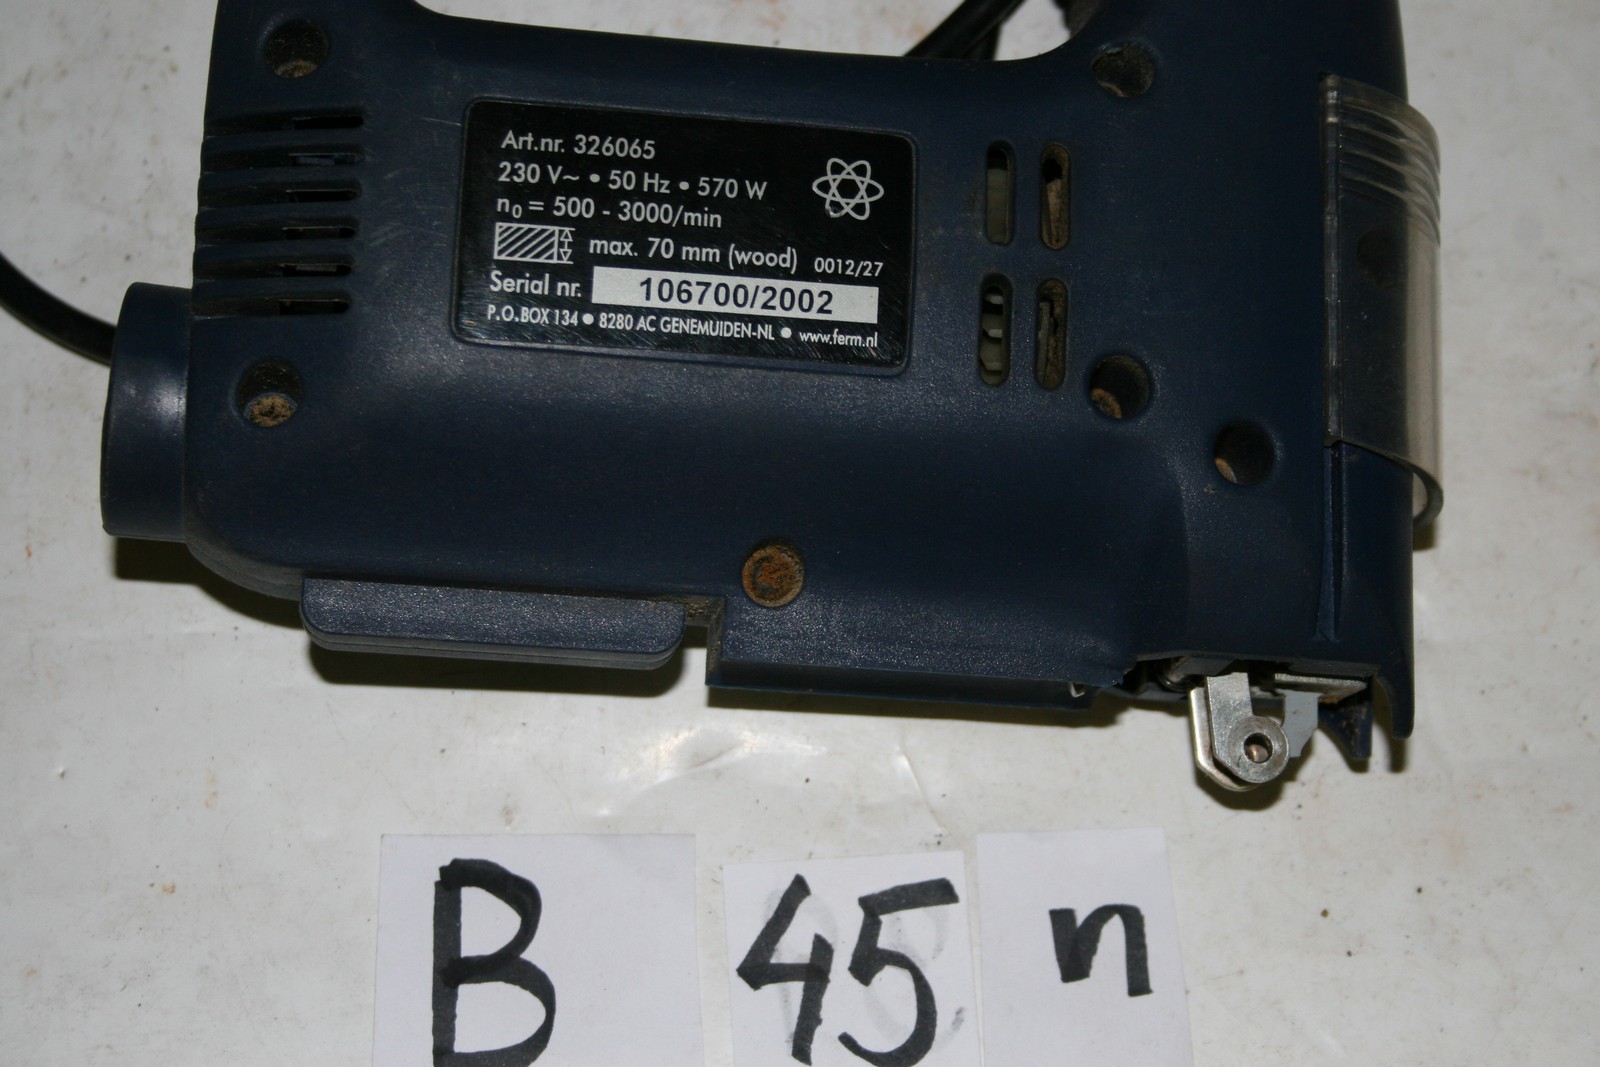 Art.nr. 326065
230 V~ • 50 Hz • 570 W
n₀ = 500 - 3000/min
max. 70 mm (wood) 0012/27
Serial nr. 106700/2002
P.O.BOX 134 • 8280 AC GENEMUIDEN-NL • www.ferm.nl
B 45 n